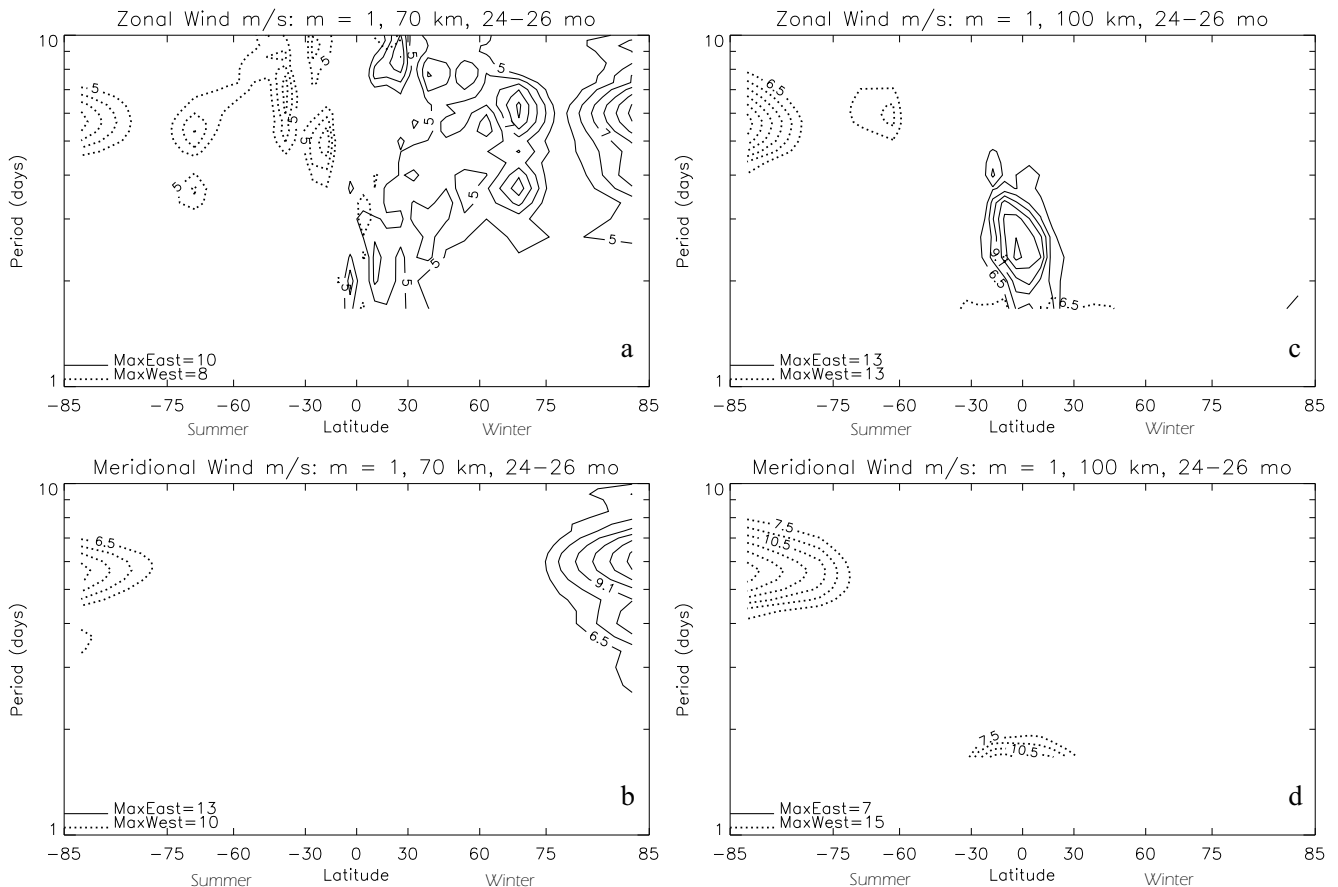 Zonal Wind m/s: m = 1, 70 km, 24−26 mo
10
Period (days)
1
5
5
5
5
5
5
5
5
5
5
5
5
5
7
7
MaxEast=10
MaxWest=8
a
−85 −75 −60 −30 0 30 60 75 85
Summer Latitude Winter
Zonal Wind m/s: m = 1, 100 km, 24−26 mo
10
Period (days)
1
6.5
9.5
6.5
6.5
MaxEast=13
MaxWest=13
c
−85 −75 −60 −30 0 30 60 75 85
Summer Latitude Winter
Meridional Wind m/s: m = 1, 70 km, 24−26 mo
10
Period (days)
1
6.5
9.1
6.5
MaxEast=13
MaxWest=10
b
−85 −75 −60 −30 0 30 60 75 85
Summer Latitude Winter
Meridional Wind m/s: m = 1, 100 km, 24−26 mo
10
Period (days)
1
7.5
10.5
7.5
10.5
MaxEast=7
MaxWest=15
d
−85 −75 −60 −30 0 30 60 75 85
Summer Latitude Winter